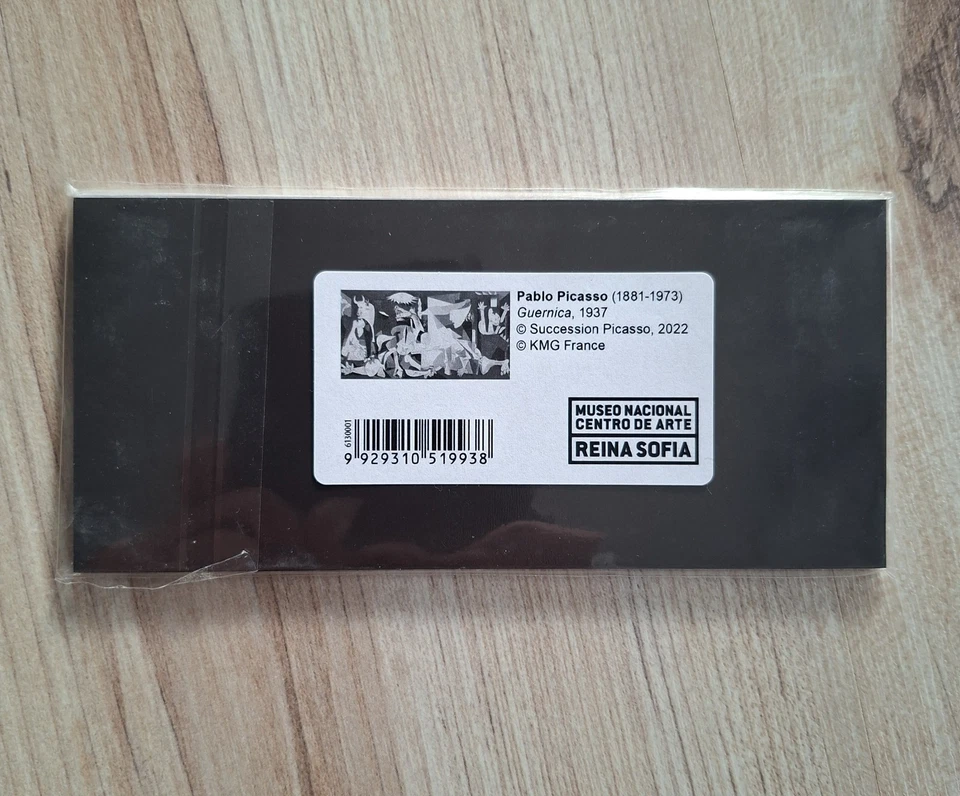 Pablo Picasso (1881-1973)
Guernica, 1937
© Succession Picasso, 2022
© KMG France
MUSEO NACIONAL
CENTRO DE ARTE
REINA SOFIA
6130001
9 929310 519938